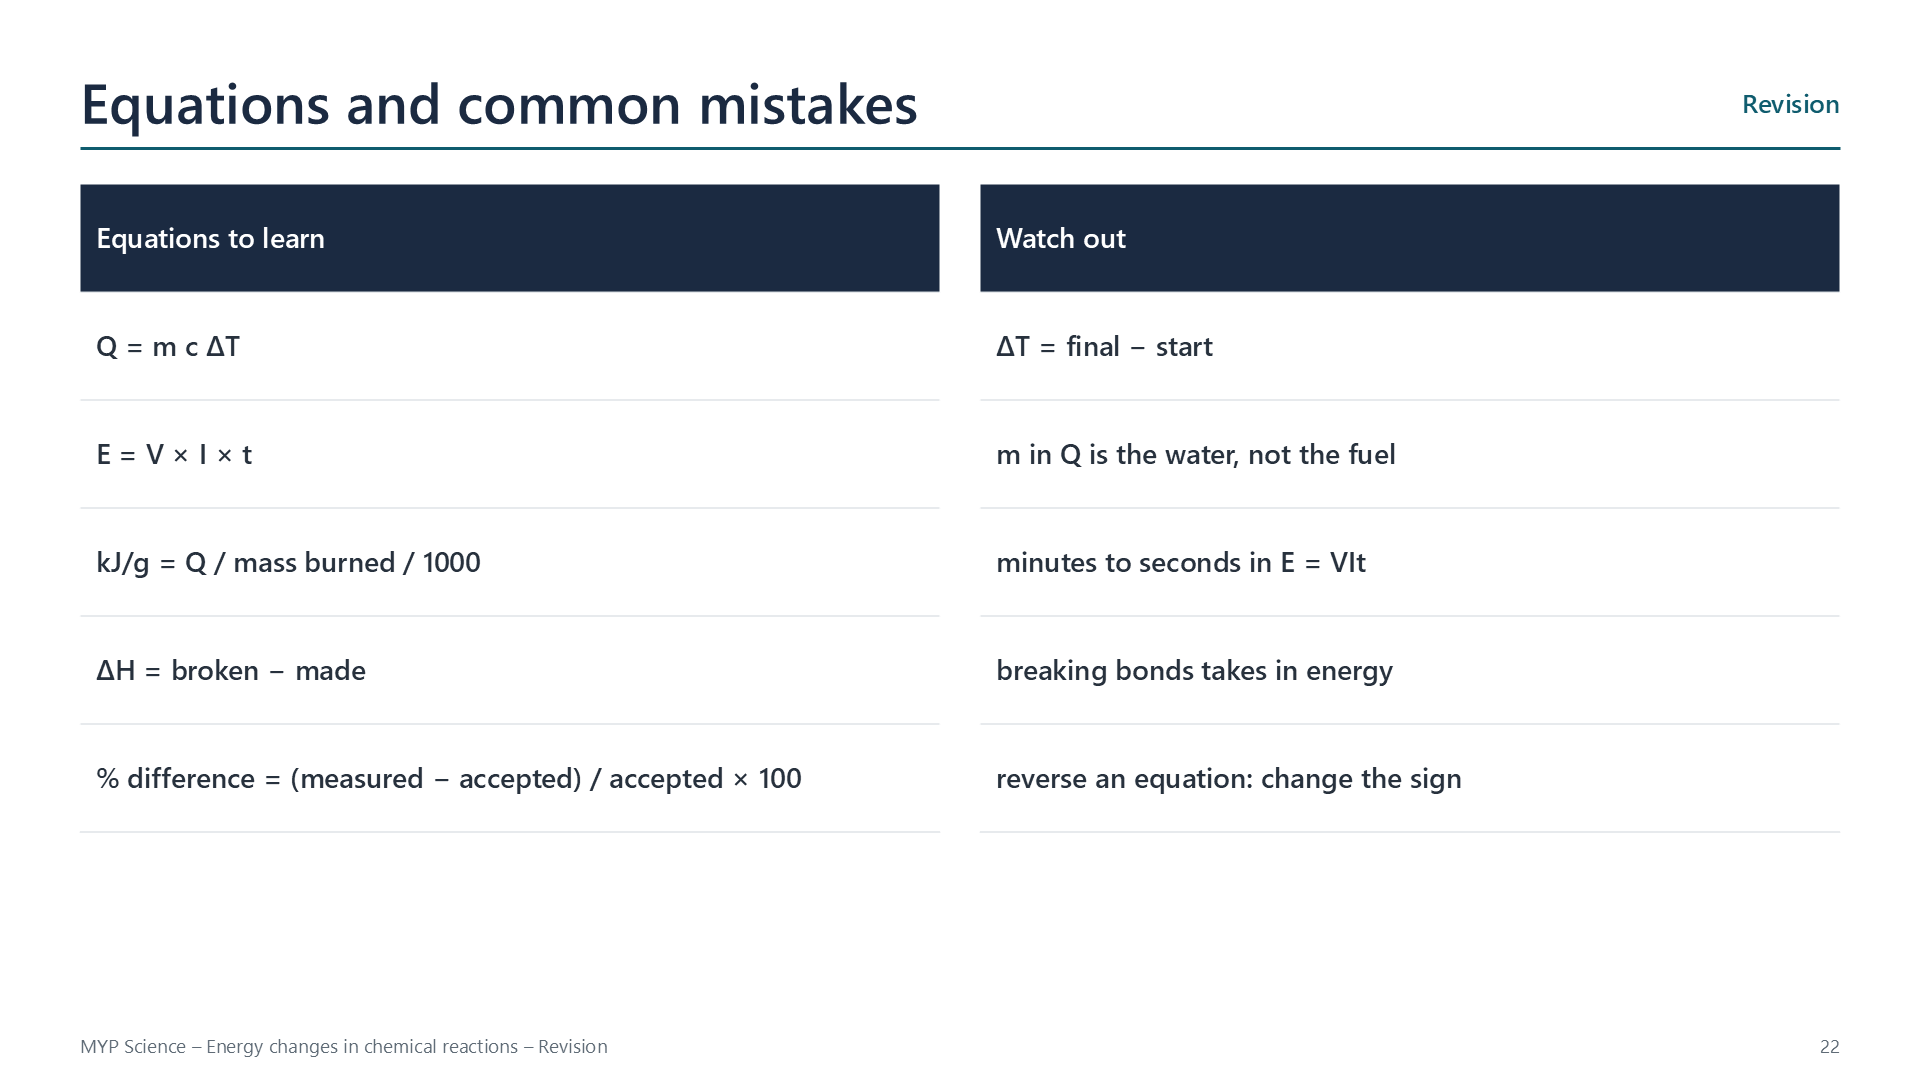 Equations and common mistakes
Revision
Equations to learn
Q = m c ΔT
E = V × I × t
kJ/g = Q / mass burned / 1000
ΔH = broken − made
% difference = (measured − accepted) / accepted × 100
Watch out
ΔT = final − start
m in Q is the water, not the fuel
minutes to seconds in E = VIt
breaking bonds takes in energy
reverse an equation: change the sign
MYP Science – Energy changes in chemical reactions – Revision
22